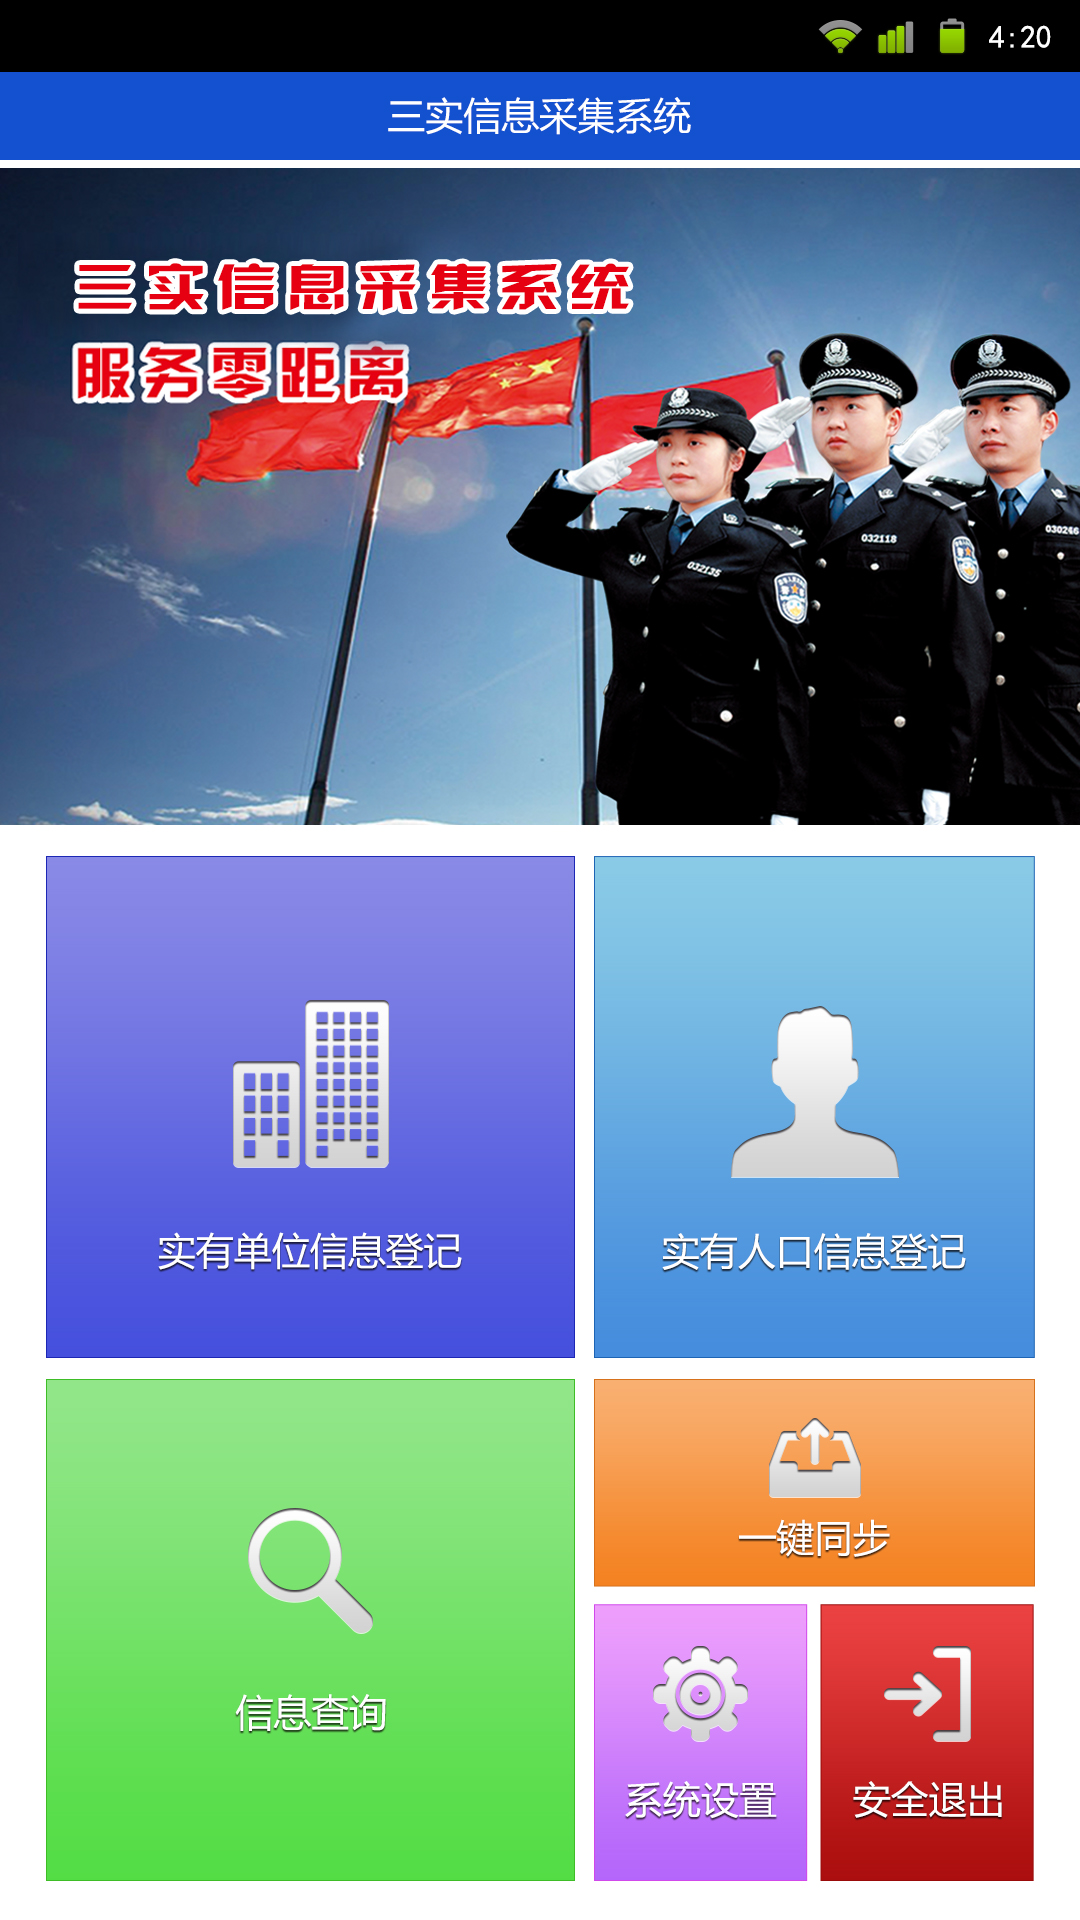 4:20
三实信息采集系统
三实信息采集系统
服务零距离
032135
032118
030246
实有单位信息登记
实有人口信息登记
信息查询
一键同步
系统设置
安全退出